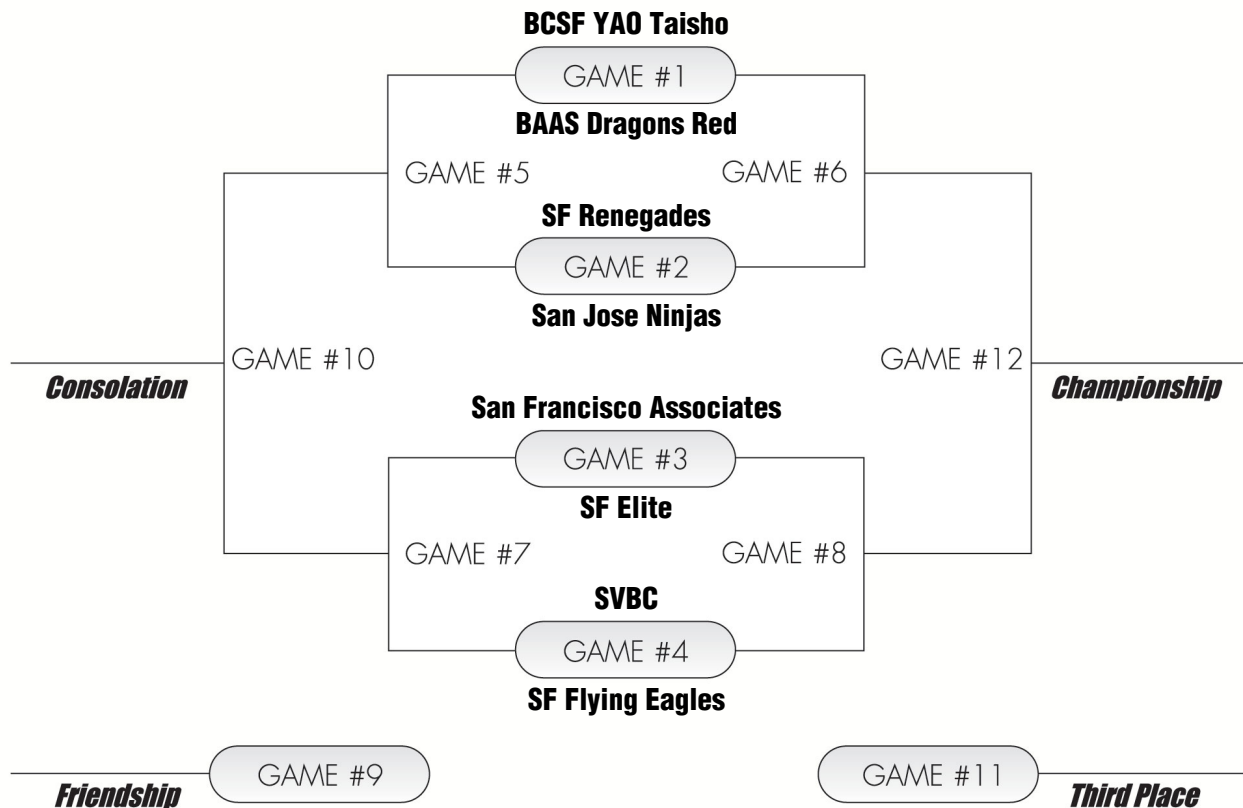 BCSF YAO Taisho
GAME #1
BAAS Dragons Red
GAME #5
GAME #6
SF Renegades
GAME #2
San Jose Ninjas
GAME #10
GAME #12
Consolation
Championship
San Francisco Associates
GAME #3
SF Elite
GAME #7
GAME #8
SVBC
GAME #4
SF Flying Eagles
GAME #9
GAME #11
Friendship
Third Place